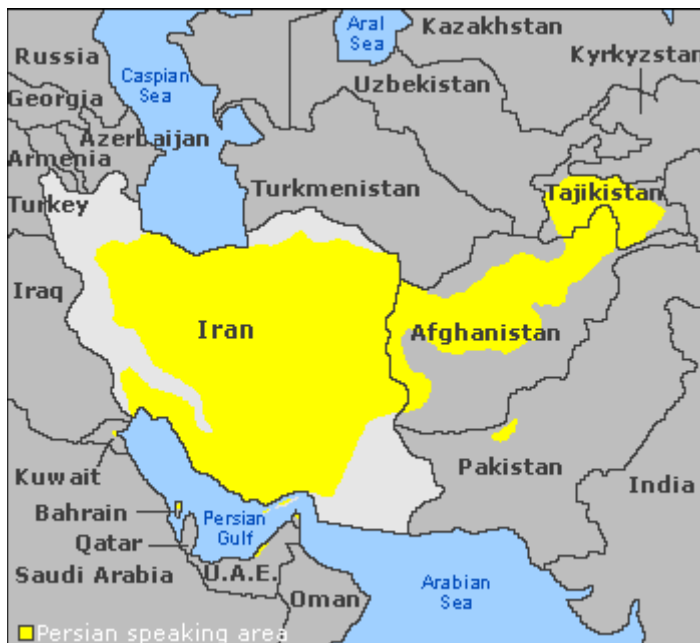 Aral
Sea
Kazakhstan
Russia
Kyrkyzstan
Caspian
Sea
Uzbekistan
Georgia
Azerbaijan
Armenia
Turkmenistan
Tajikistan
Turkey
Iraq
Iran
Afghanistan
Kuwait
Pakistan
India
Bahrain
Persian
Gulf
Qatar
Saudi Arabia
U.A.E.
Oman
Arabian
Sea
Persian speaking area